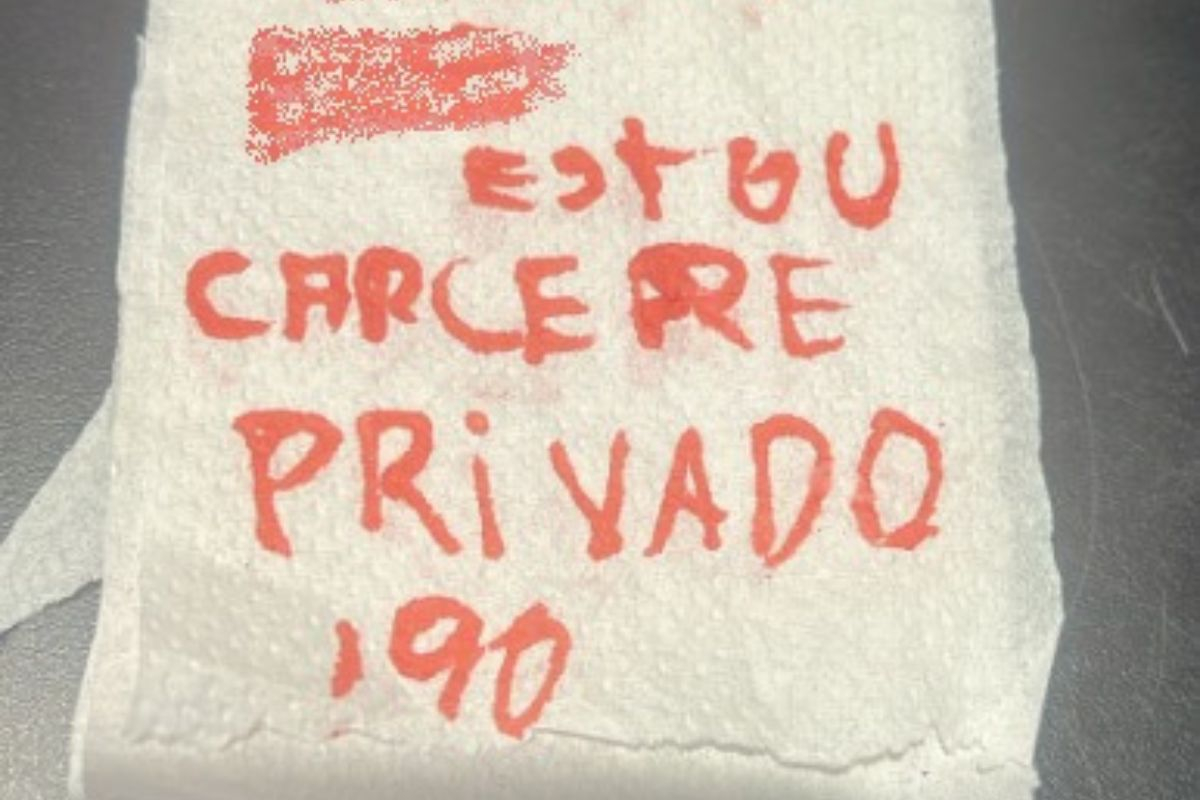 ESTOU
CARCERE
PRIVADO
190